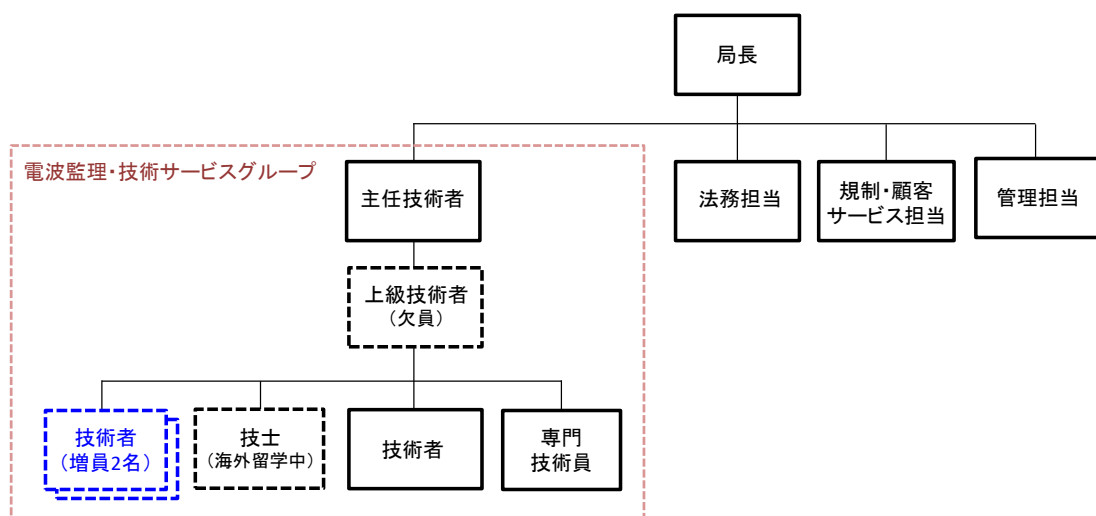 局長
電波監理・技術サービスグループ
主任技術者
法務担当
規制・顧客
サービス担当
管理担当
上級技術者
（欠員）
技術者
（増員2名）
技士
（海外留学中）
技術者
専門
技術員